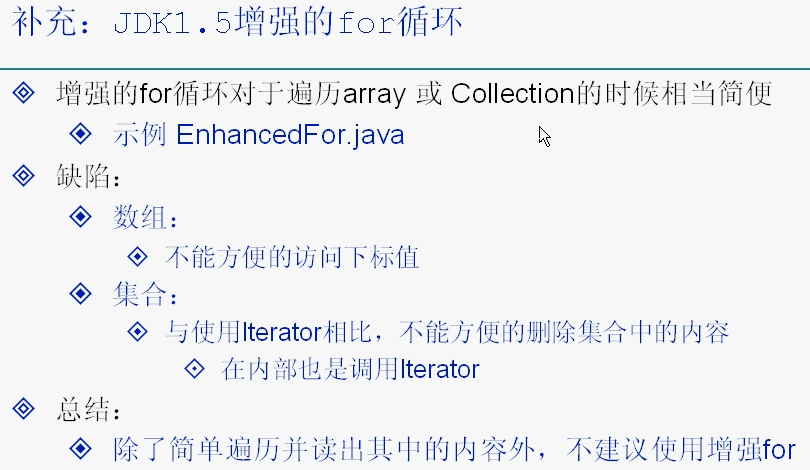 补充：JDK1.5增强的for循环
增强的for循环对于遍历array 或 Collection的时候相当简便
示例 EnhancedFor.java
缺陷：
数组：
不能方便的访问下标值
集合：
与使用Iterator相比，不能方便的删除集合中的内容
在内部也是调用Iterator
总结：
除了简单遍历并读出其中的内容外，不建议使用增强for